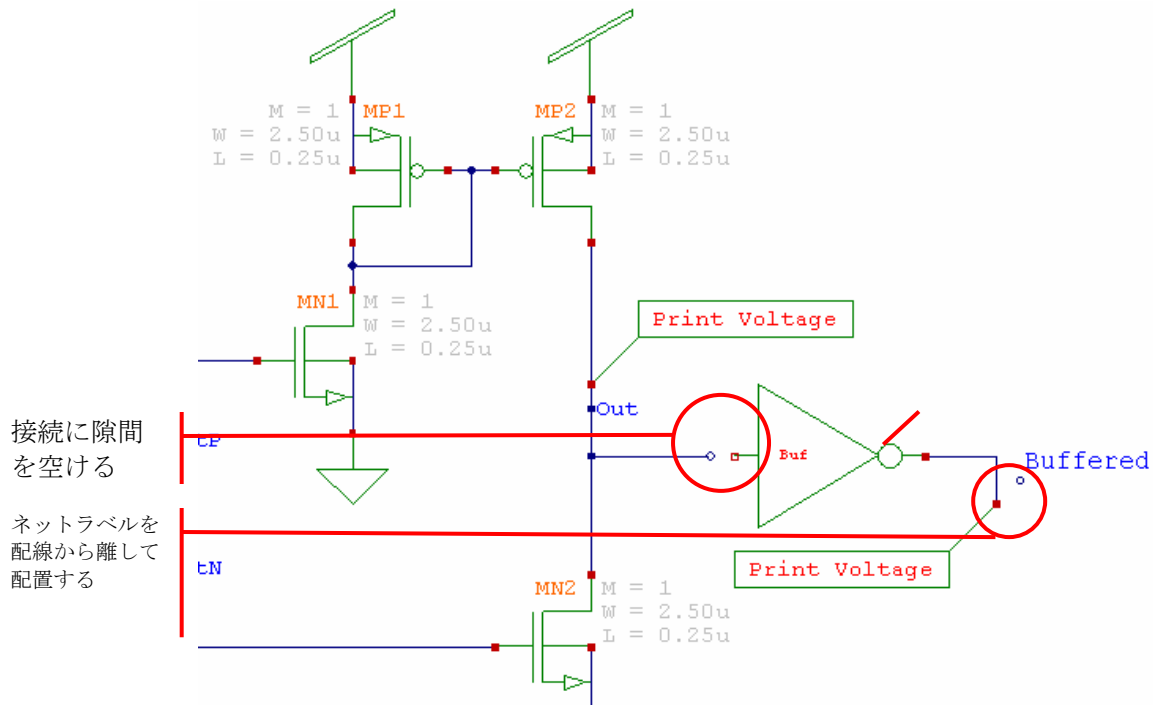 M = 1
MP1
W = 2.50u
L = 0.25u
MP2
M = 1
W = 2.50u
L = 0.25u
MN1
M = 1
W = 2.50u
L = 0.25u
Print Voltage
Out
接続に隙間
を空ける
tP
Buf
Buffered
ネットラベルを
配線から離して
配置する
tN
Print Voltage
MN2
M = 1
W = 2.50u
L = 0.25u